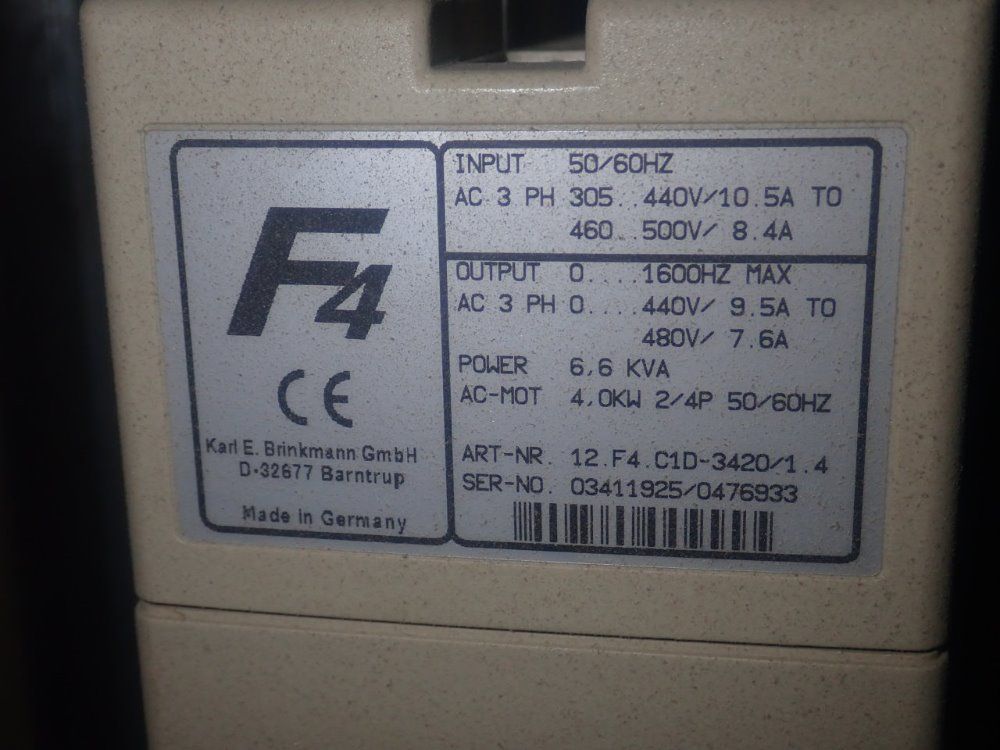 F4
CE
Karl E. Brinkmann GmbH
D-32677 Barntrup
Made in Germany
INPUT 50/60HZ
AC 3 PH 305..440V/10.5A TO
460..500V/ 8.4A
OUTPUT 0....1600HZ MAX
AC 3 PH 0....440V/ 9.5A TO
480V/ 7.6A
POWER 6,6 KVA
AC-MOT 4,0KW 2/4P 50/60HZ
ART-NR. 12.F4.C1D-3420/1.4
SER-NO. 03411925/0476933